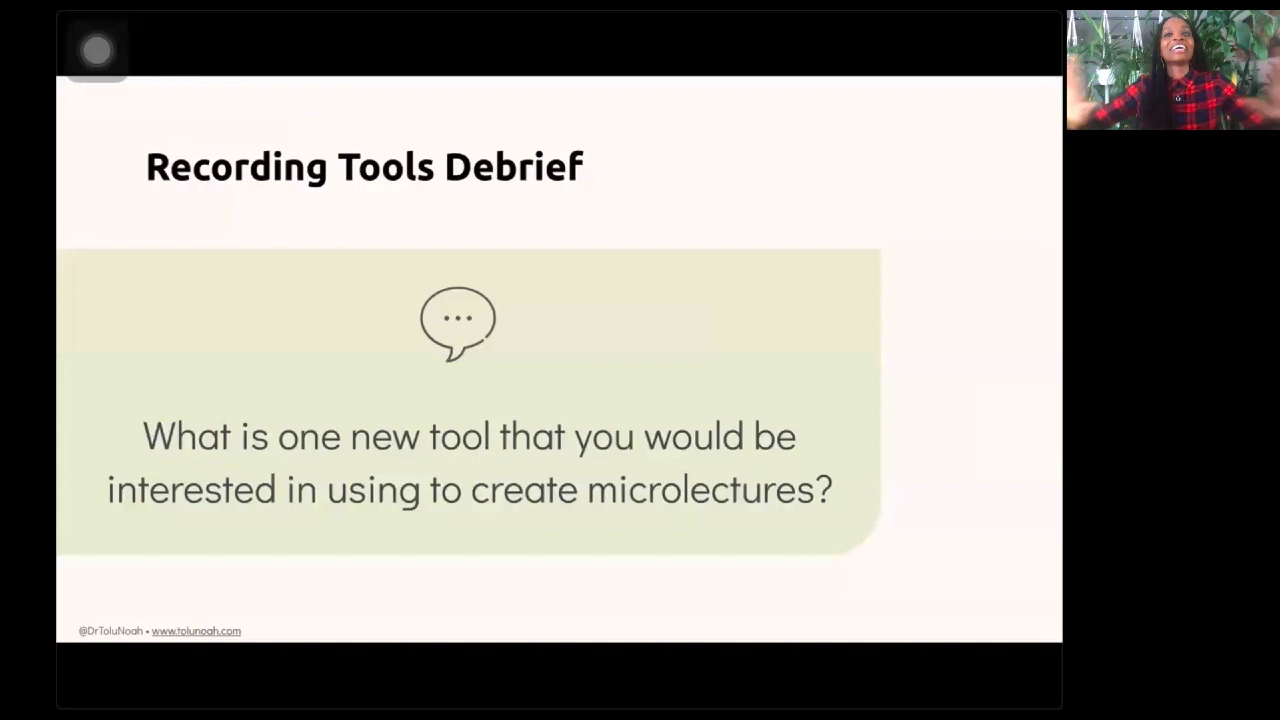 Recording Tools Debrief
What is one new tool that you would be
interested in using to create microlectures?
@DrToluNoah • www.tolunoah.com